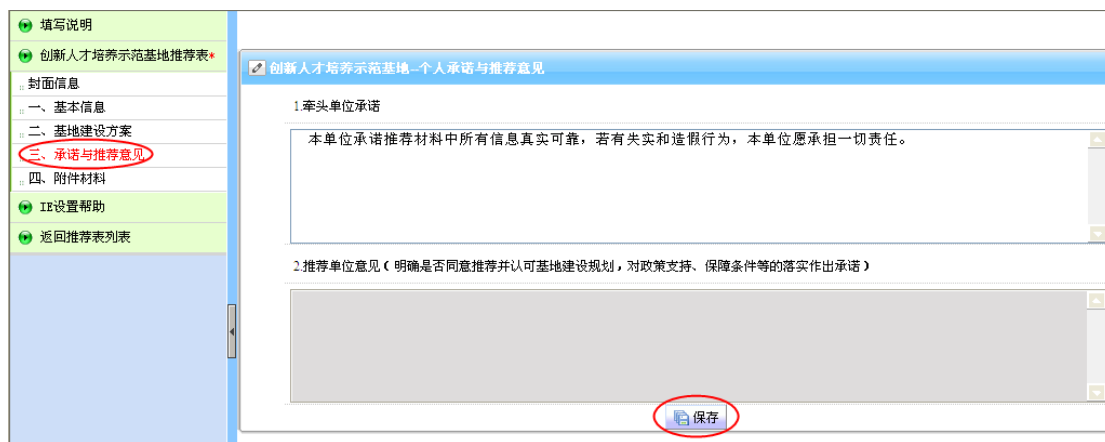 填写说明
创新人才培养示范基地推荐表*
封面信息
一、基本信息
二、基地建设方案
三、承诺与推荐意见
四、附件材料
IE设置帮助
返回推荐表列表
创新人才培养示范基地--个人承诺与推荐意见
1.牵头单位承诺
本单位承诺推荐材料中所有信息真实可靠，若有失实和造假行为，本单位愿承担一切责任。
2.推荐单位意见（明确是否同意推荐并认可基地建设规划，对政策支持、保障条件等的落实作出承诺）
保存